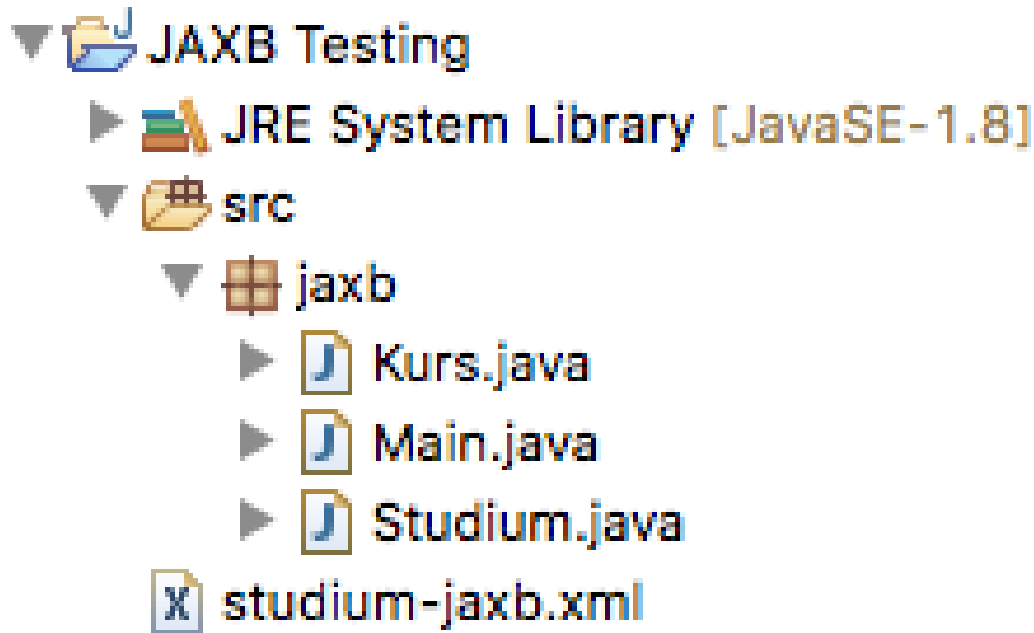 JAXB Testing
JRE System Library [JavaSE-1.8]
src
jaxb
Kurs.java
Main.java
Studium.java
studium-jaxb.xml